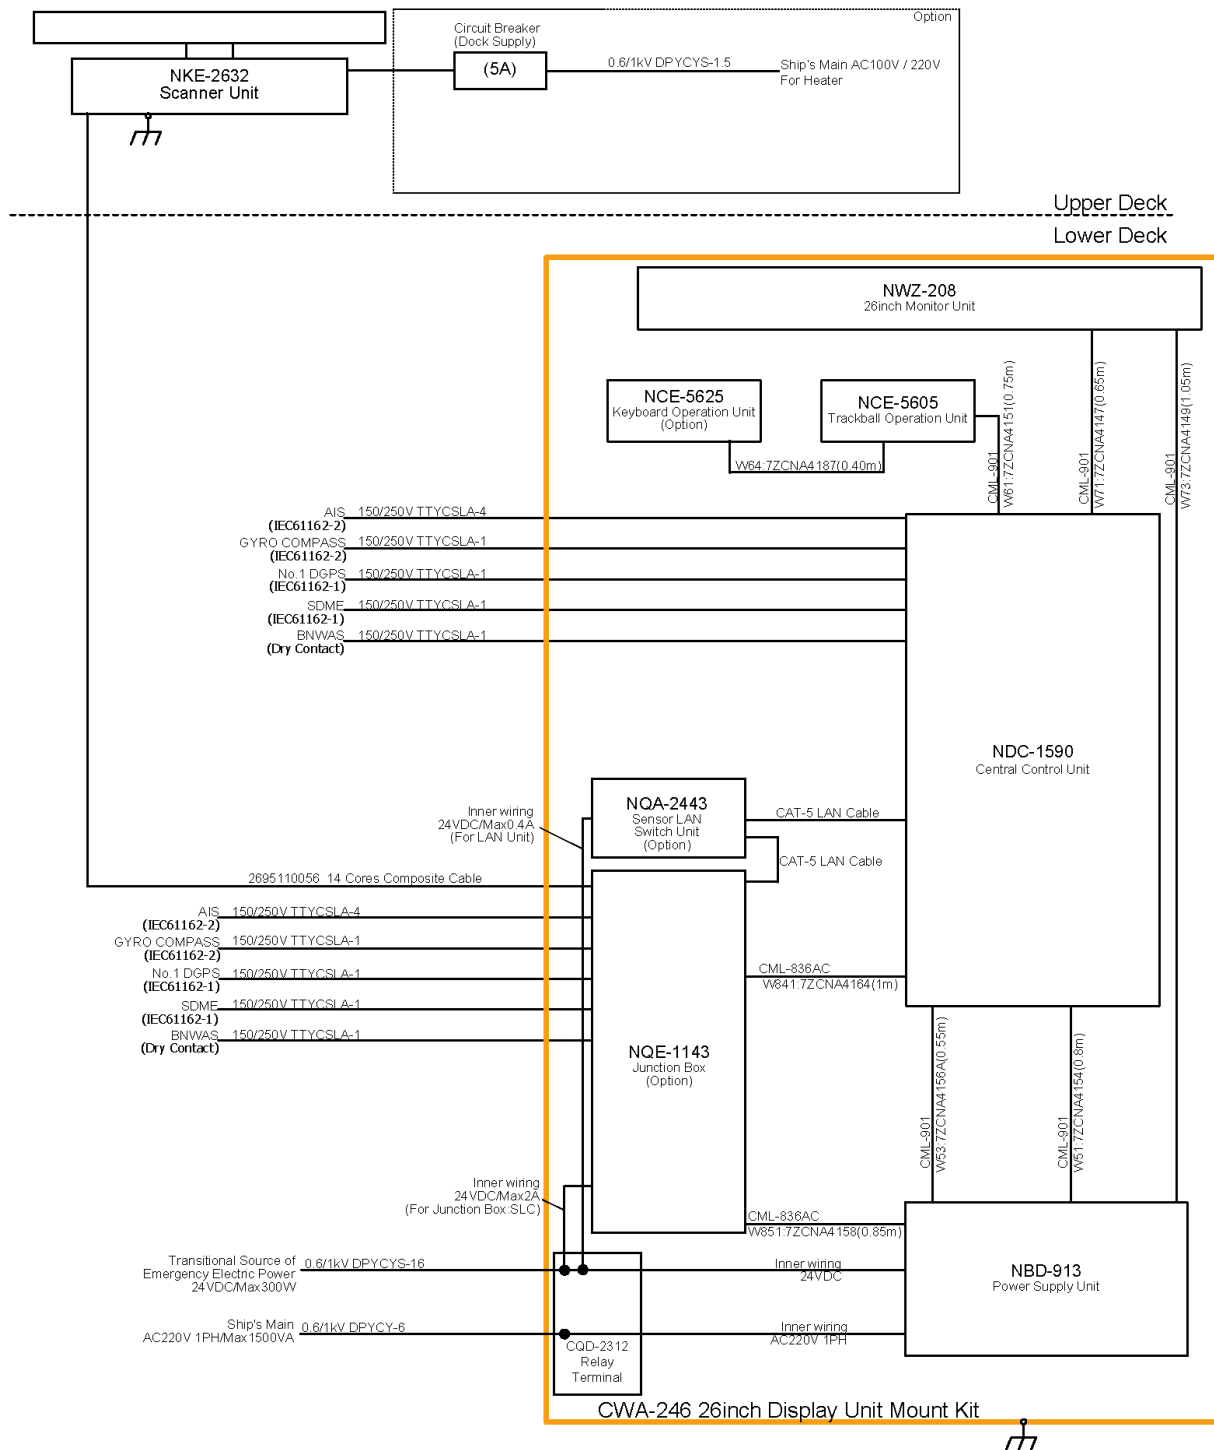 Option
Circuit Breaker
(Dock Supply)
(5A)
0.6/1kV DPYCYS-1.5
Ship's Main AC100V / 220V
For Heater
NKE-2632
Scanner Unit
Upper Deck
Lower Deck
NWZ-208
26inch Monitor Unit
NCE-5625
Keyboard Operation Unit
(Option)
NCE-5605
Trackball Operation Unit
W64:7ZCNA4187(0.40m)
CML-901
W61:7ZCNA4151(0.75m)
CML-901
W71:7ZCNA4147(0.65m)
CML-901
W73:7ZCNA4149(1.05m)
AIS 150/250V TTYCSLA-4
(IEC61162-2)
GYRO COMPASS 150/250V TTYCSLA-1
(IEC61162-2)
No.1 DGPS 150/250V TTYCSLA-1
(IEC61162-1)
SDME 150/250V TTYCSLA-1
(IEC61162-1)
BNWAS 150/250V TTYCSLA-1
(Dry Contact)
NDC-1590
Central Control Unit
NQA-2443
Sensor LAN
Switch Unit
(Option)
CAT-5 LAN Cable
CAT-5 LAN Cable
Inner wiring
24VDC/Max0.4A
(For LAN Unit)
2695110056 14 Cores Composite Cable
AIS 150/250V TTYCSLA-4
(IEC61162-2)
GYRO COMPASS 150/250V TTYCSLA-1
(IEC61162-2)
No.1 DGPS 150/250V TTYCSLA-1
(IEC61162-1)
SDME 150/250V TTYCSLA-1
(IEC61162-1)
BNWAS 150/250V TTYCSLA-1
(Dry Contact)
CML-836AC
W841:7ZCNA4164(1m)
NQE-1143
Junction Box
(Option)
CML-901
W53:7ZCNA4156A(0.55m)
CML-901
W51:7ZCNA4154(0.8m)
Inner wiring
24VDC/Max2A
(For Junction Box:SLC)
CML-836AC
W851:7ZCNA4158(0.85m)
Transitional Source of
Emergency Electric Power
24VDC/Max300W
0.6/1kV DPYCYS-16
Inner wiring
24VDC
NBD-913
Power Supply Unit
Ship's Main
AC220V 1PH/Max1500VA
0.6/1kV DPYCY-6
Inner wiring
AC220V 1PH
CQD-2312
Relay
Terminal
CWA-246 26inch Display Unit Mount Kit